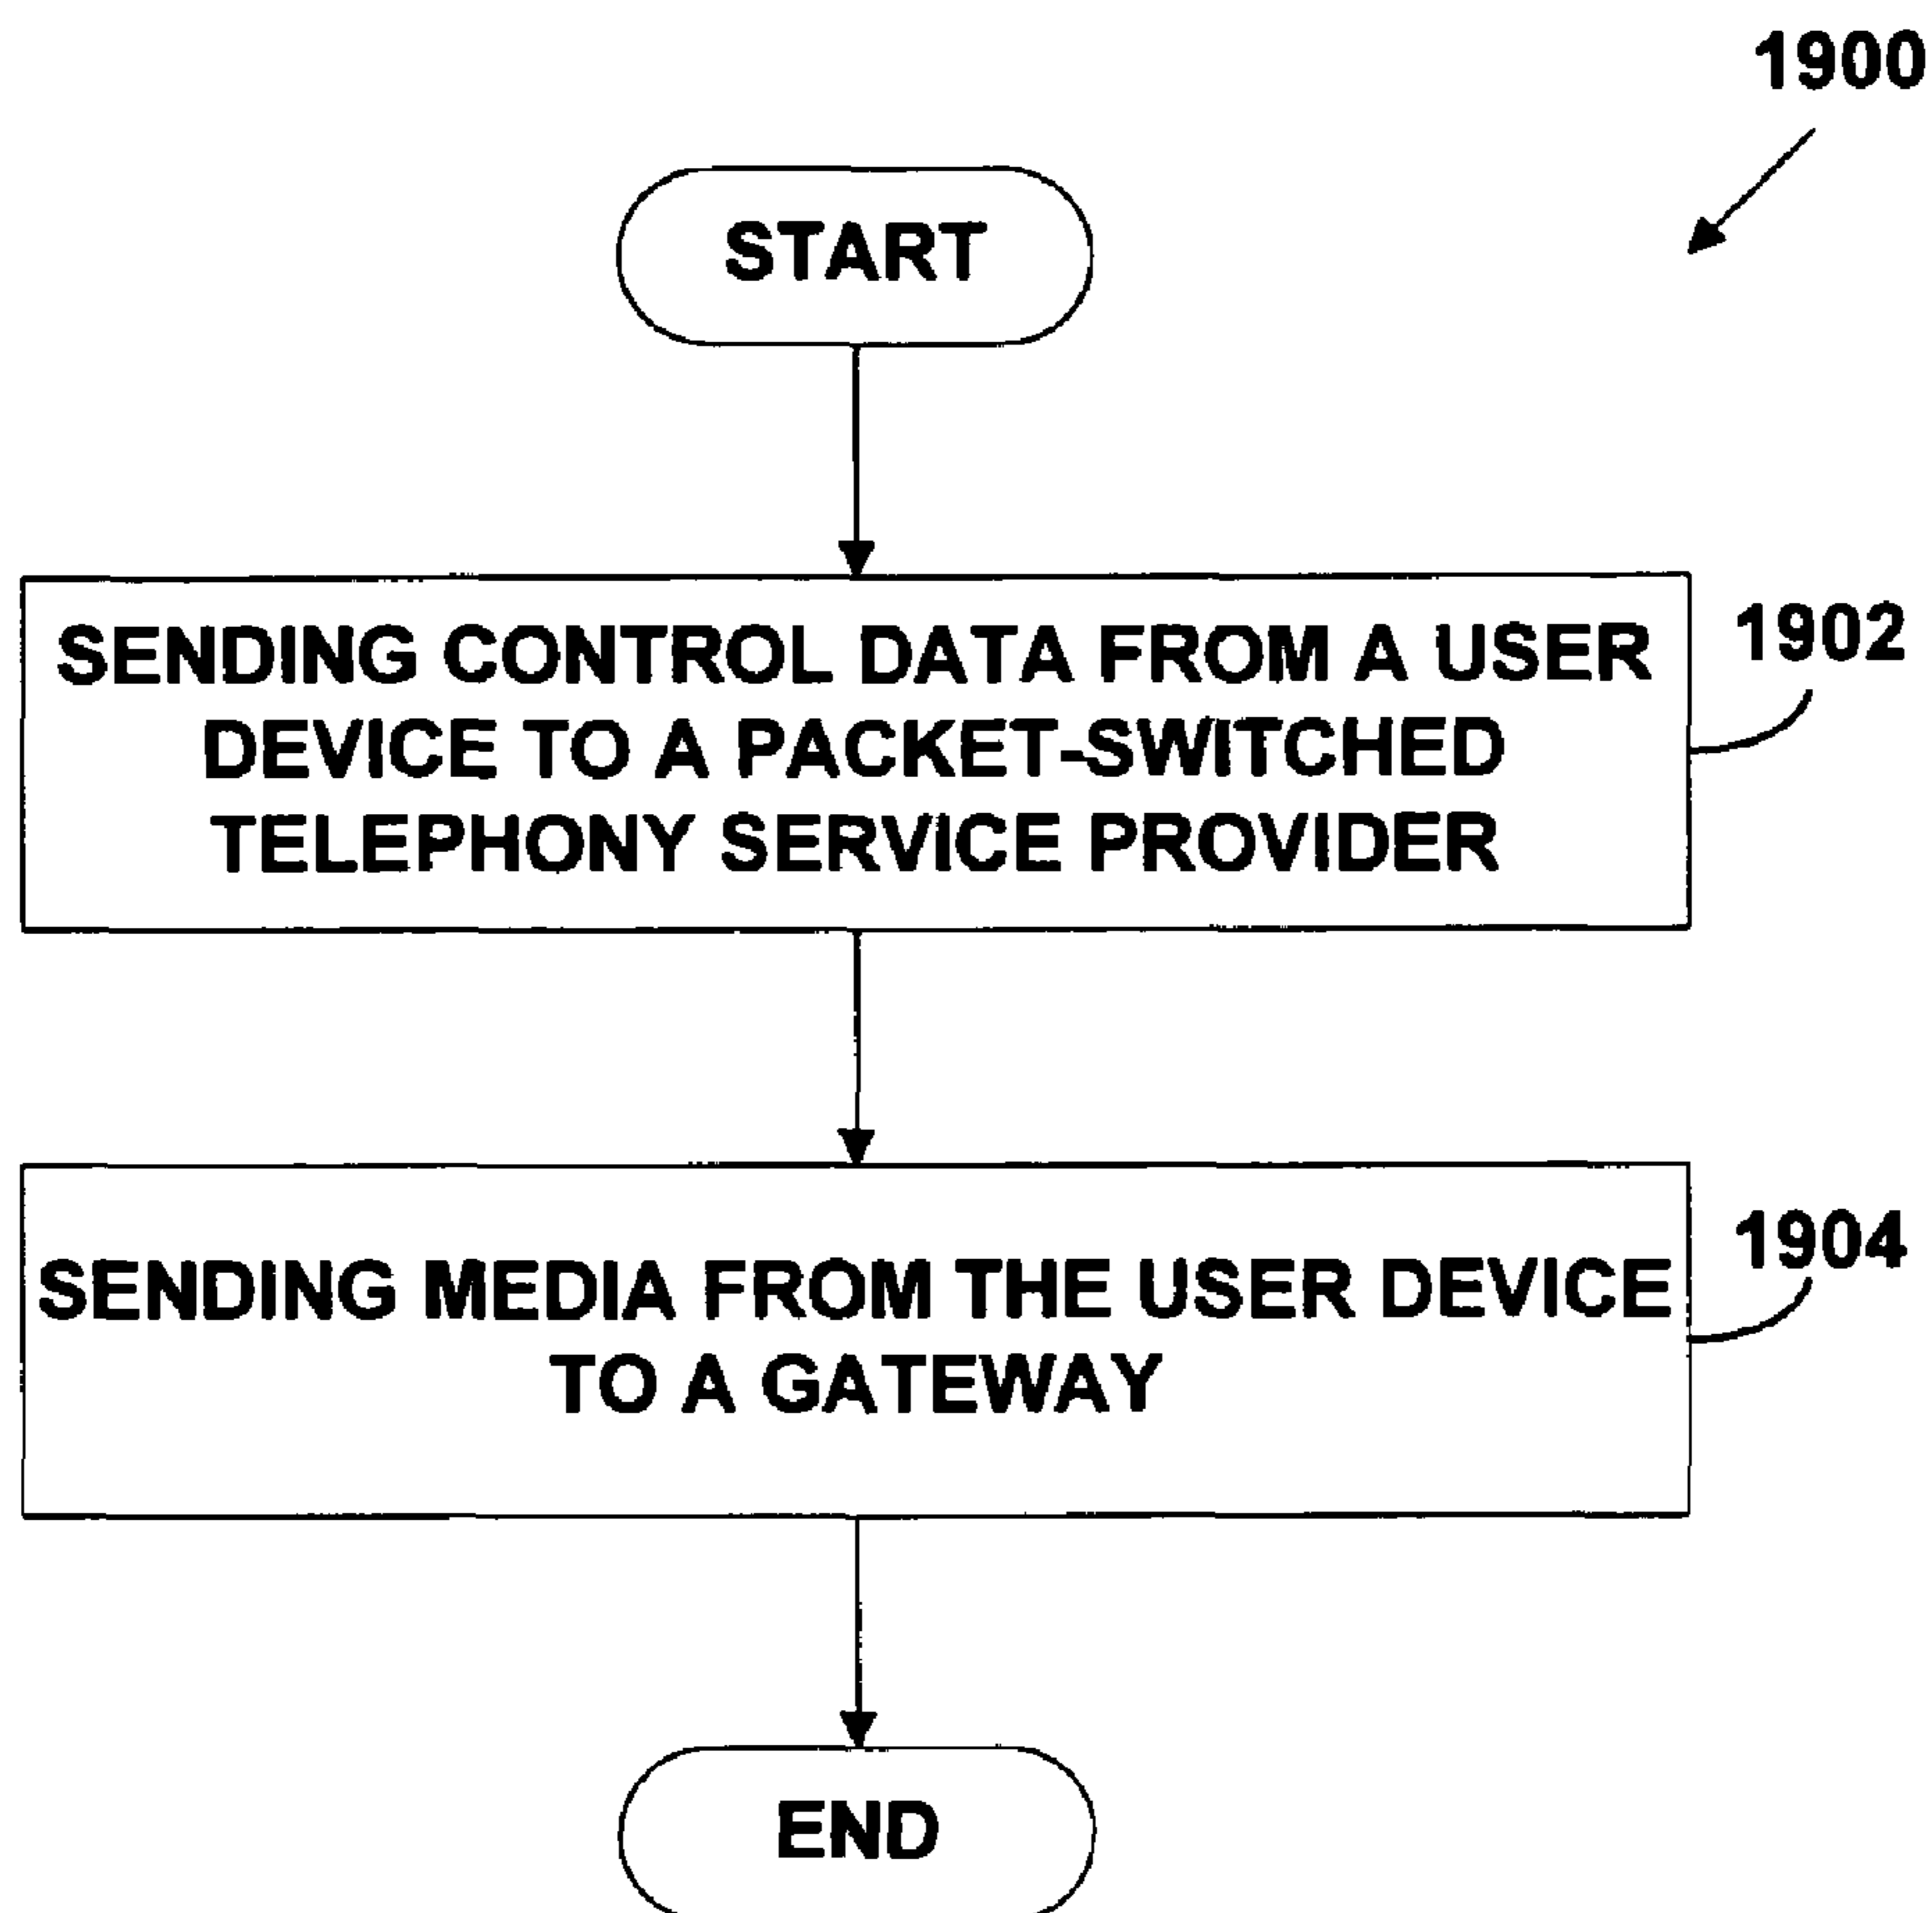 1900
START
SENDING CONTROL DATA FROM A USER
DEVICE TO A PACKET-SWITCHED
TELEPHONY SERVICE PROVIDER
1902
SENDING MEDIA FROM THE USER DEVICE
TO A GATEWAY
1904
END